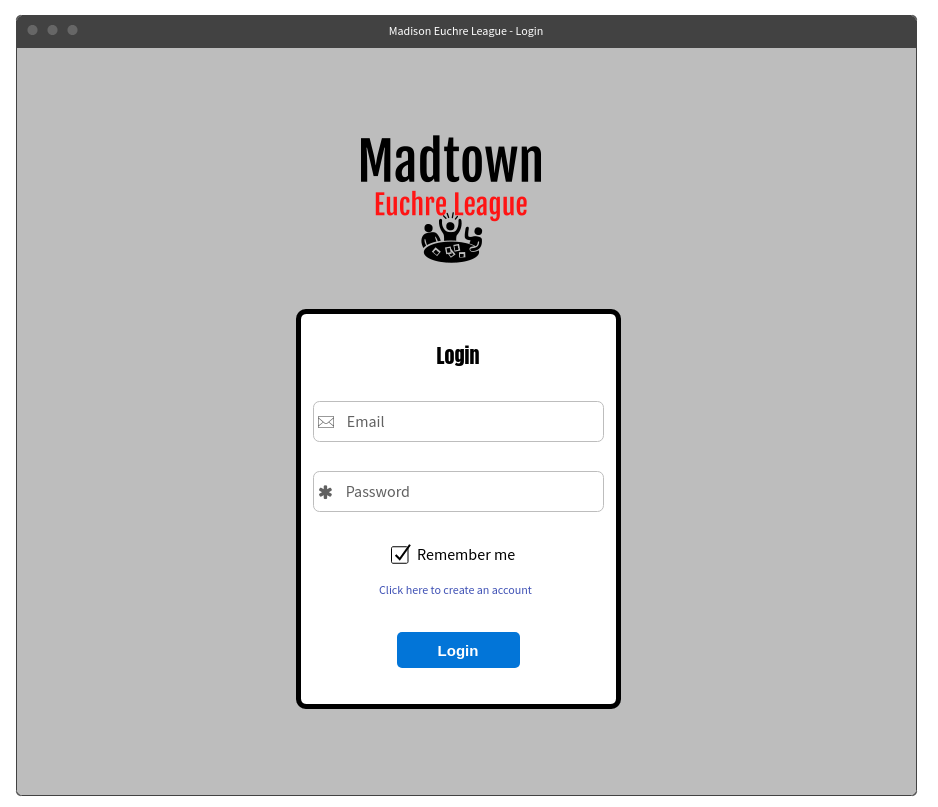 Madison Euchre League - Login
Madtown
Euchre League
Login
Email
Password
Remember me
Click here to create an account
Login